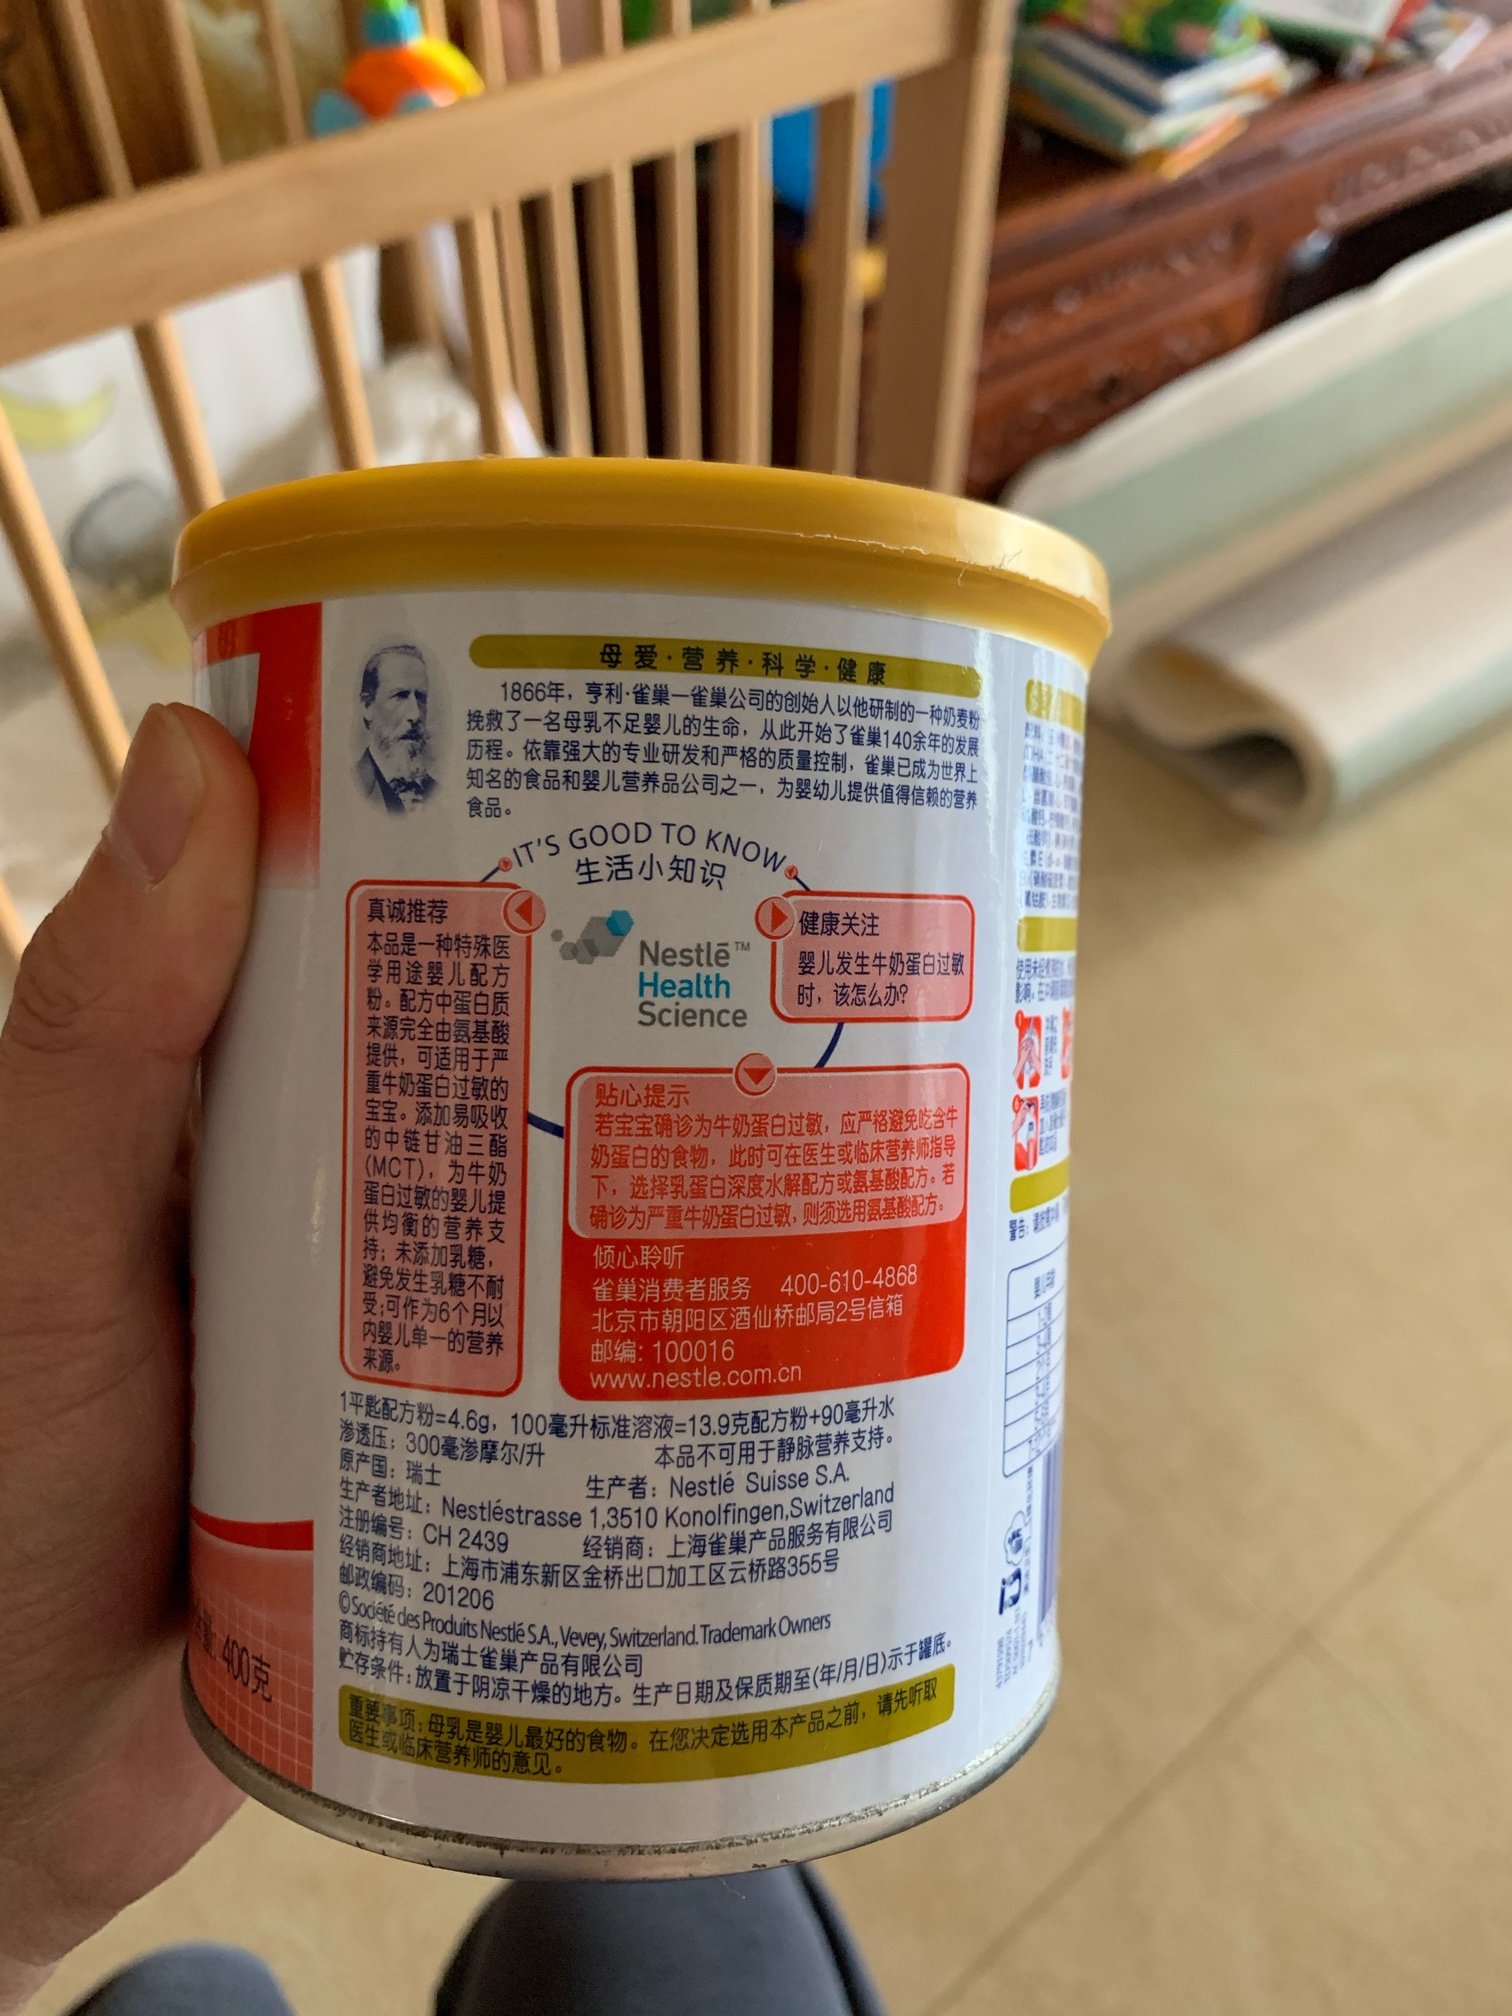 母爱·营养·科学·健康
1866年，亨利·雀巢一雀巢公司的创始人以他研制的一种奶麦粉
挽救了一名母乳不足婴儿的生命，从此开始了雀巢140余年的发展
历程。依靠强大的专业研发和严格的质量控制，雀巢已成为世界上
知名的食品和婴儿营养品公司之一，为婴幼儿提供值得信赖的营养
食品。
IT'S GOOD TO KNOW
生活小知识
真诚推荐
本品是一种特殊医
学用途婴儿配方
粉。配方中蛋白质
来源完全由氨基酸
提供，可适用于严
重牛奶蛋白过敏的
宝宝。添加易吸收
的中链甘油三酯
(MCT)，为牛奶
蛋白过敏的婴儿提
供均衡的营养支
持；未添加乳糖，
避免发生乳糖不耐
受;可作为6个月以
内婴儿单一的营养
来源。
Nestlé™
Health
Science
健康关注
婴儿发生牛奶蛋白过敏
时，该怎么办?
贴心提示
若宝宝确诊为牛奶蛋白过敏，应严格避免吃含牛
奶蛋白的食物，此时可在医生或临床营养师指导
下，选择乳蛋白深度水解配方或氨基酸配方。若
确诊为严重牛奶蛋白过敏，则须选用氨基酸配方。
倾心聆听
雀巢消费者服务 400-610-4868
北京市朝阳区酒仙桥邮局2号信箱
邮编: 100016
www.nestle.com.cn
1平匙配方粉=4.6g，100毫升标准溶液=13.9克配方粉+90毫升水
渗透压：300毫渗摩尔/升 本品不可用于静脉营养支持。
原产国：瑞士 生产者：Nestlé Suisse S.A.
生产者地址：Nestléstrasse 1,3510 Konolfingen,Switzerland
注册编号：CH 2439 经销商：上海雀巢产品服务有限公司
经销商地址：上海市浦东新区金桥出口加工区云桥路355号
邮政编码：201206
©Société des Produits Nestlé S.A., Vevey, Switzerland. Trademark Owners
商标持有人为瑞士雀巢产品有限公司
贮存条件：放置于阴凉干燥的地方。生产日期及保质期至(年/月/日)示于罐底。
重要事项：母乳是婴儿最好的食物。在您决定选用本产品之前，请先听取
医生或临床营养师的意见。
400克
警告：